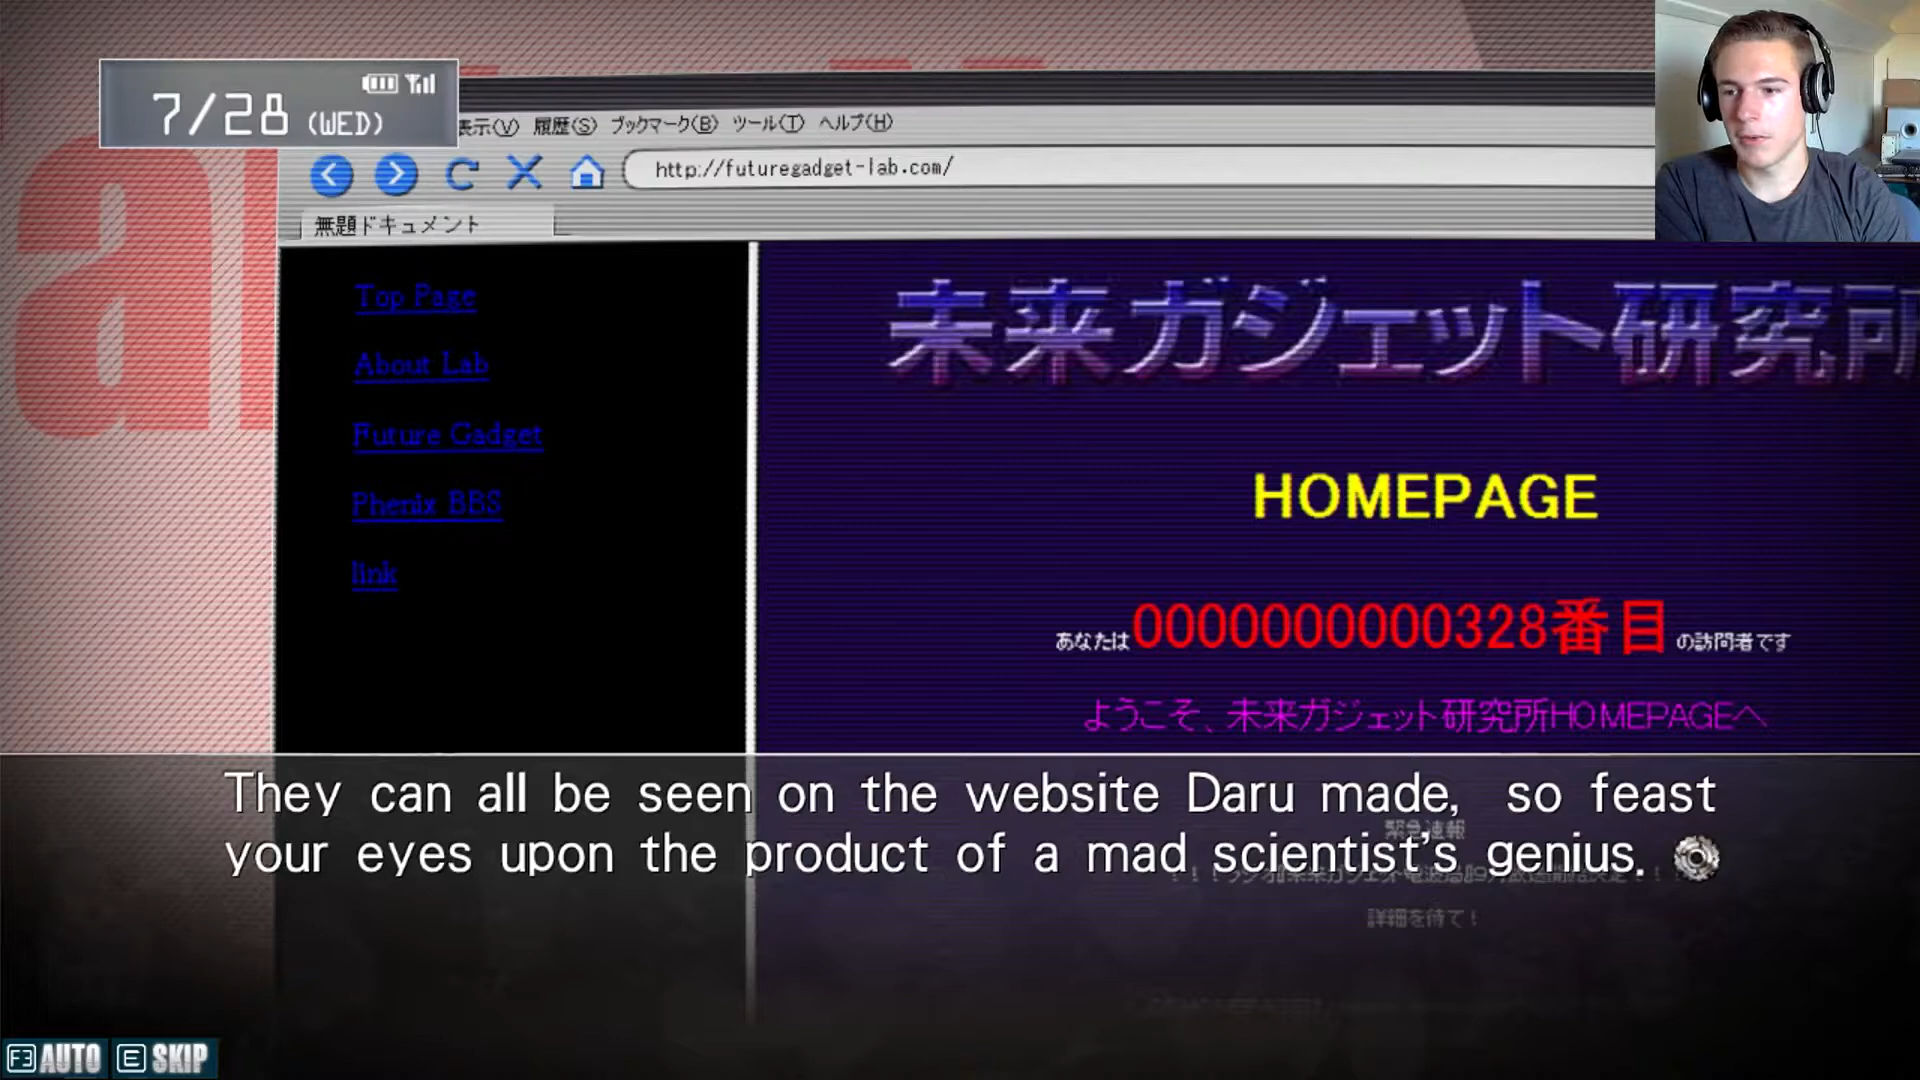 7/28 (WED)
表示(V) 履歴(S) ブックマーク(B) ツール(T) ヘルプ(H)
http://futuregadget-lab.com/
無題ドキュメント
Top Page
About Lab
Future Gadget
Phenix BBS
link
未来ガジェット研究所
HOMEPAGE
あなたは0000000000328番目の訪問者です
ようこそ、未来ガジェット研究所HOMEPAGEへ
They can all be seen on the website Daru made, so feast
緊急速報
your eyes upon the product of a mad scientist's genius.
詳細を待て!
F3 AUTO E SKIP